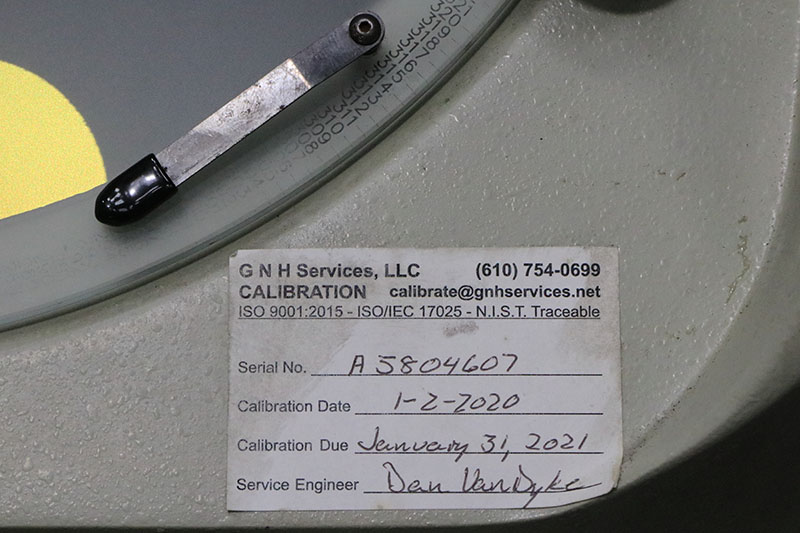 G N H Services, LLC (610) 754-0699
CALIBRATION calibrate@gnhservices.net
ISO 9001:2015 - ISO/IEC 17025 - N.I.S.T. Traceable
Serial No. A5804607
Calibration Date 1-2-2020
Calibration Due January 31, 2021
Service Engineer Dan VanDyke